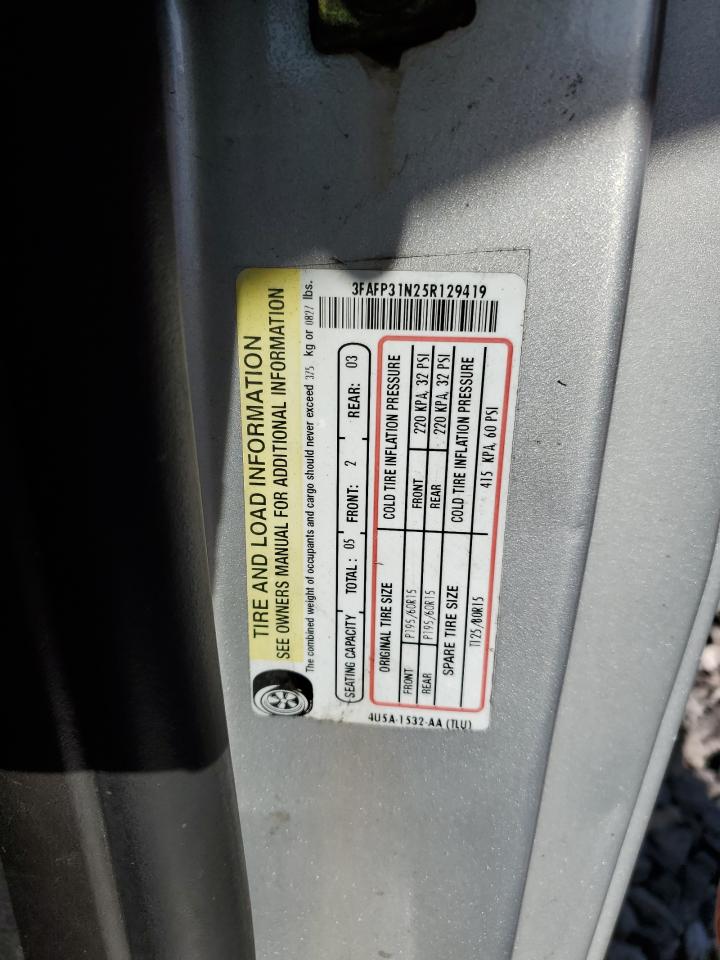 3FAFP31N25R129419
TIRE AND LOAD INFORMATION
SEE OWNERS MANUAL FOR ADDITIONAL INFORMATION
The combined weight of occupants and cargo should never exceed 375 kg or 0827 lbs.
SEATING CAPACITY TOTAL: 05 FRONT: 2 REAR: 03
ORIGINAL TIRE SIZE COLD TIRE INFLATION PRESSURE
FRONT P195/60R15 FRONT 220 KPA, 32 PSI
REAR P195/60R15 REAR 220 KPA, 32 PSI
SPARE TIRE SIZE COLD TIRE INFLATION PRESSURE
T125/80R15 415 KPA, 60 PSI
4U5A-1532-AA (TLU)